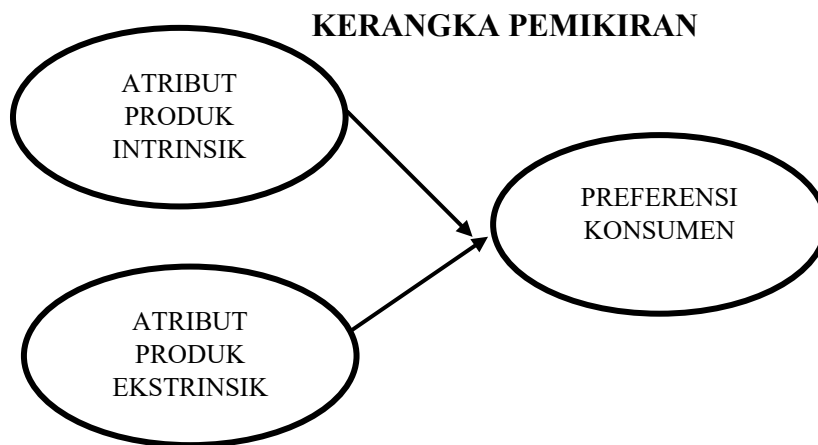 KERANGKA PEMIKIRAN
ATRIBUT
PRODUK
INTRINSIK
PREFERENSI
KONSUMEN
ATRIBUT
PRODUK
EKSTRINSIK